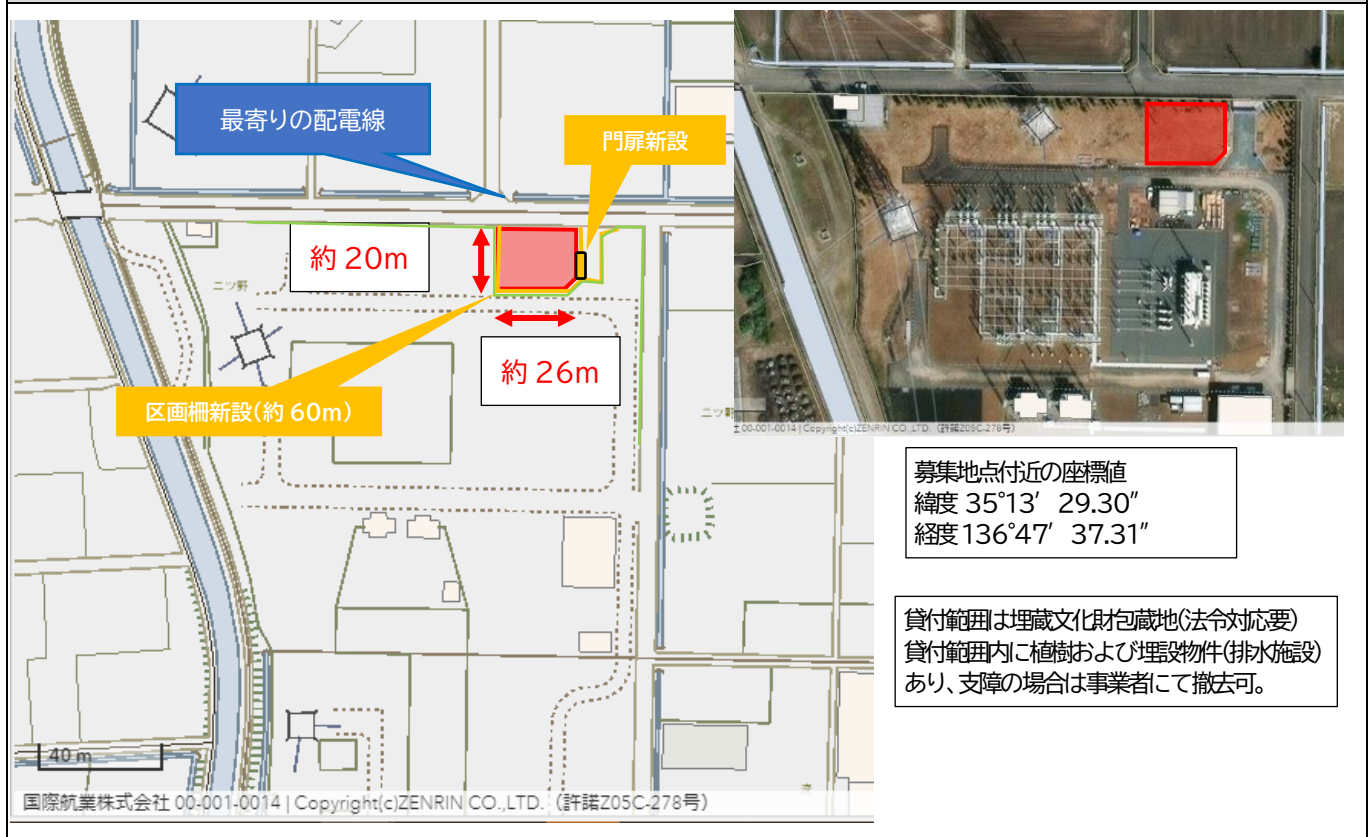 最寄りの配電線
門扉新設
約 20m
二ツ野
約 26m
区画柵新設(約 60m)
二ツ野
40 m
国際航業株式会社 00-001-0014 | Copyright(c)ZENRIN CO.,LTD. (許諾Z05C-278号)
社 00-001-0014 | Copyright(c)ZENRIN CO.,LTD. (許諾Z05C-278号)
募集地点付近の座標値
緯度 35°13′ 29.30″
経度 136°47′ 37.31″
貸付範囲は埋蔵文化財包蔵地(法令対応要)
貸付範囲内に植樹および埋設物件(排水施設)
あり、支障の場合は事業者にて撤去可。